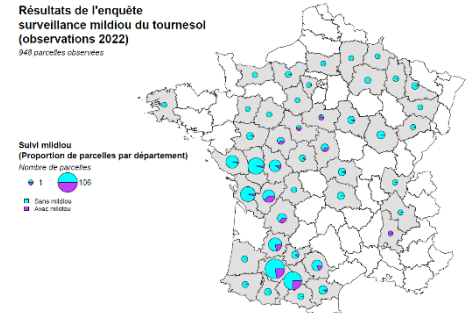 Résultats de l'enquête
surveillance mildiou du tournesol
(observations 2022)
948 parcelles observées
Suivi mildiou
(Proportion de parcelles par département)
Nombre de parcelles
1 106
Sans mildiou
Avec mildiou